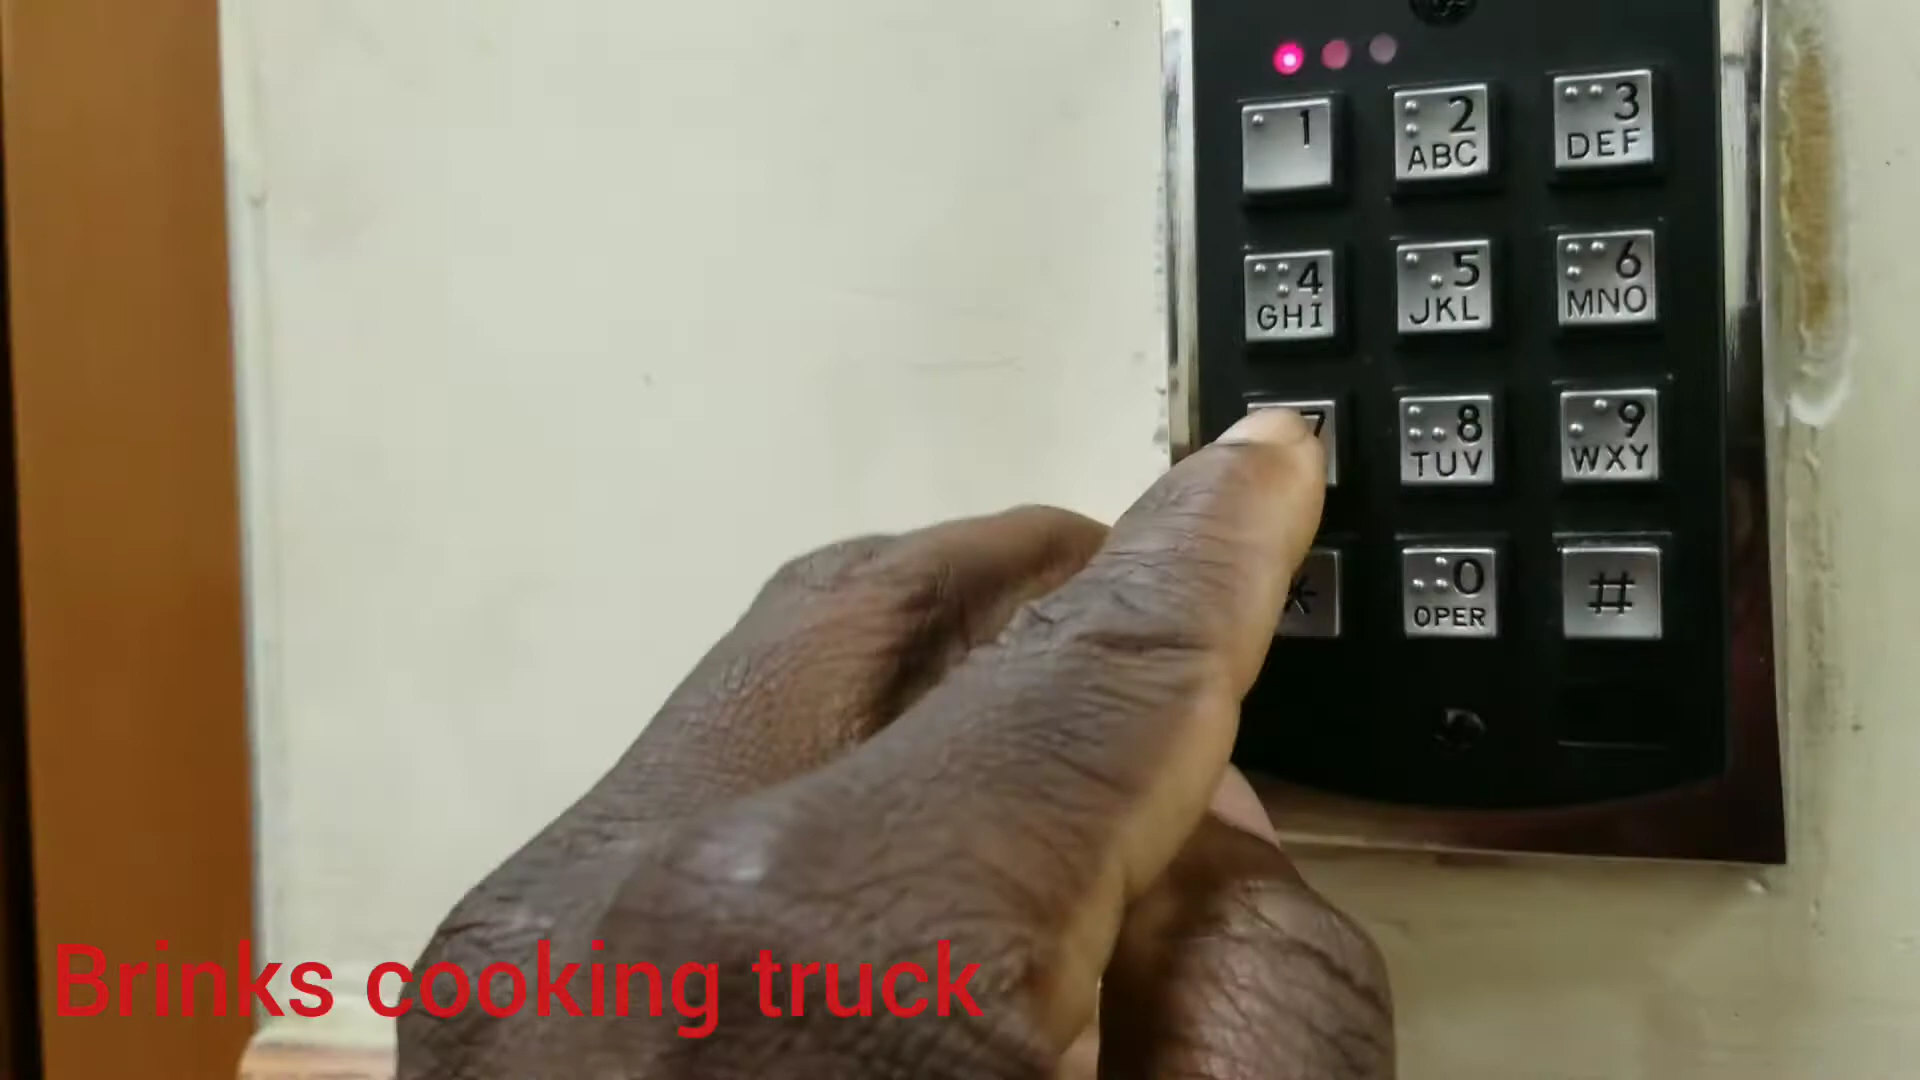 1
2
ABC
3
DEF
4
GHI
5
JKL
6
MNO
7
8
TUV
9
WXY
*
0
OPER
#
Brinks cooking truck